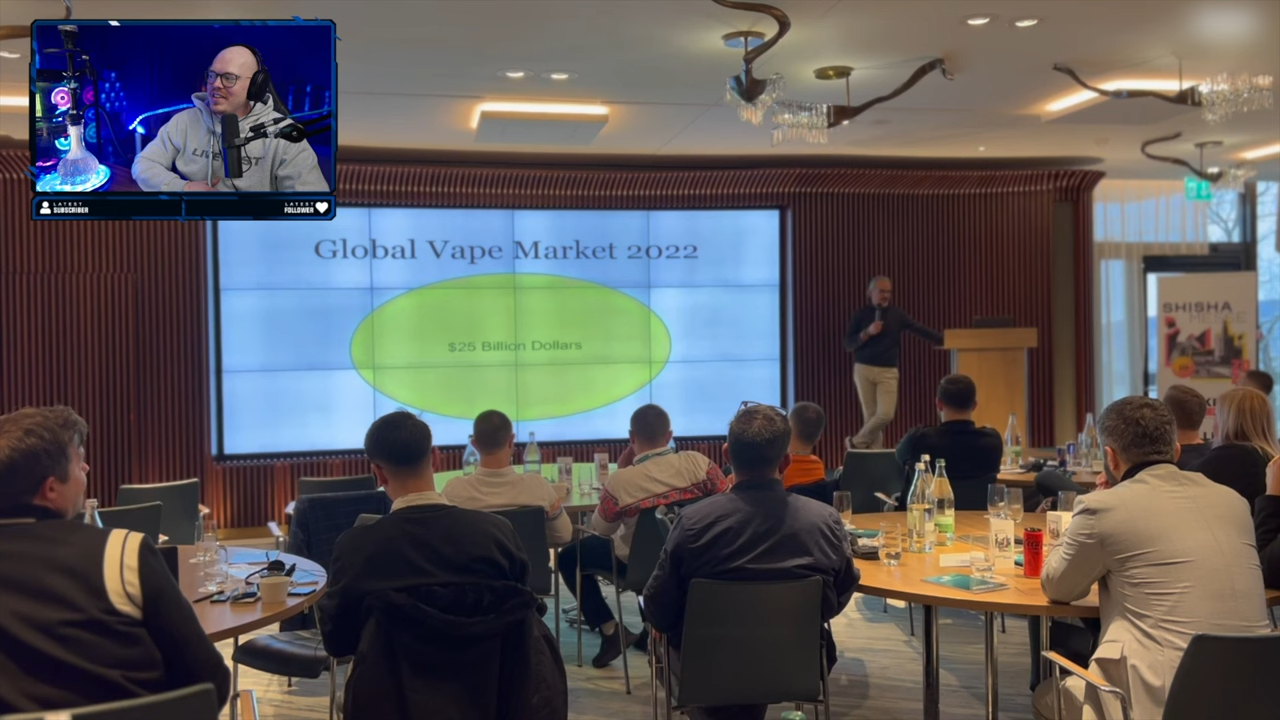 LATEST
SUBSCRIBER
LATEST
FOLLOWER
Global Vape Market 2022
$25 Billion Dollars
SHISHA